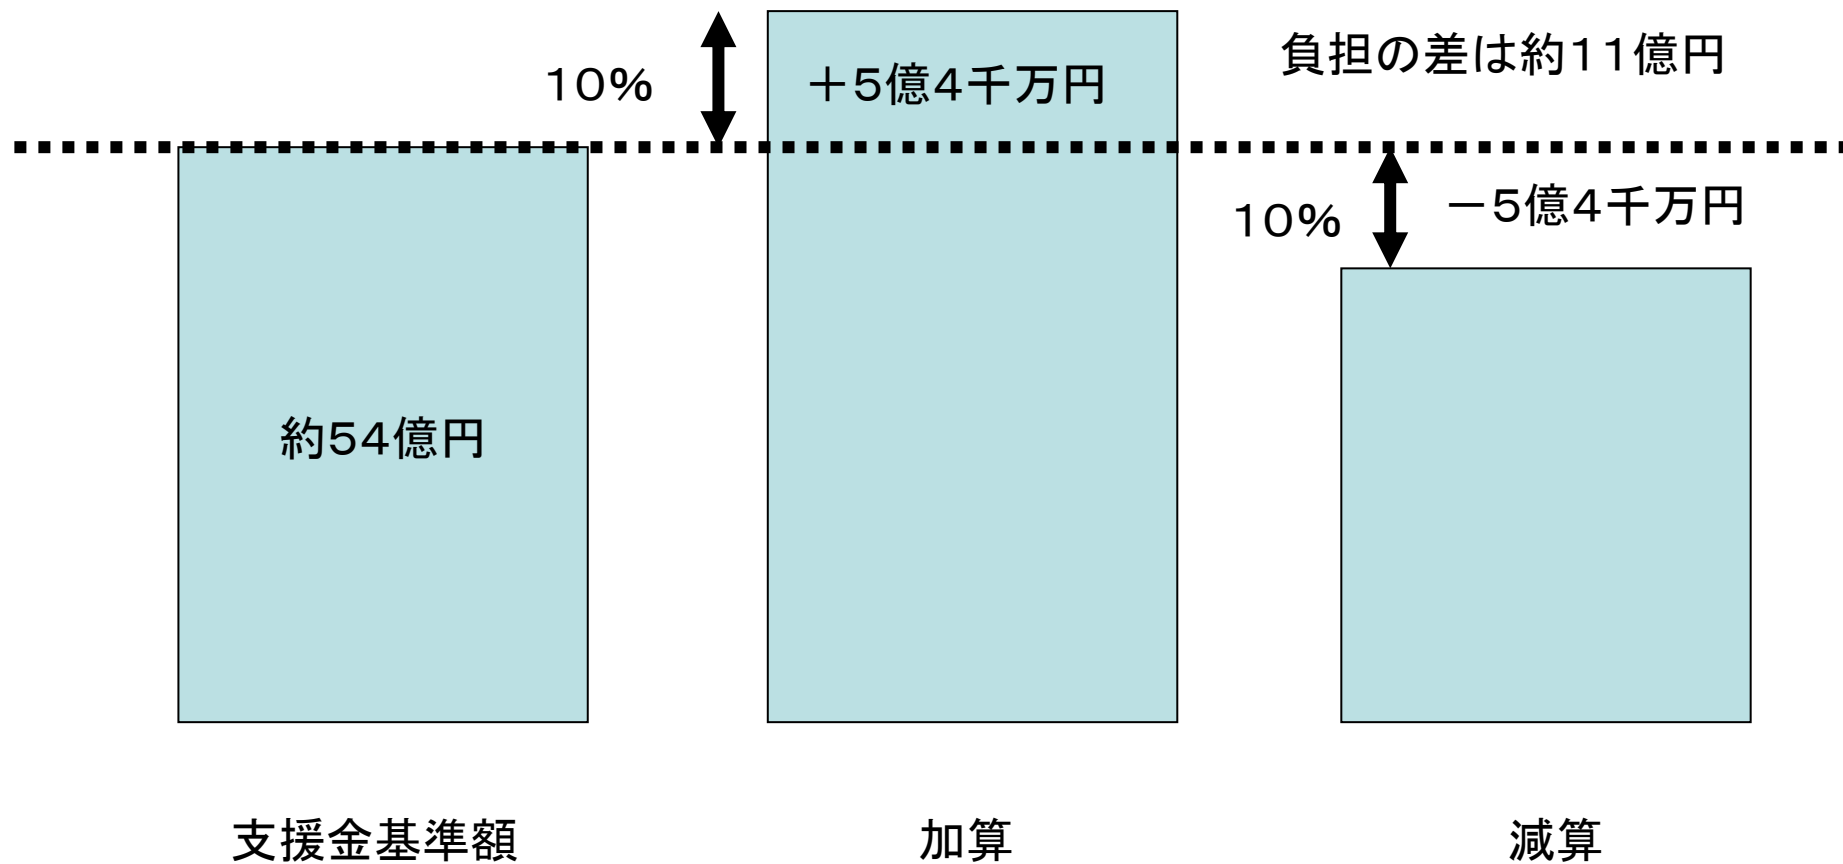 負担の差は約11億円
10%
+5億4千万円
10%
-5億4千万円
約54億円
支援金基準額
加算
減算